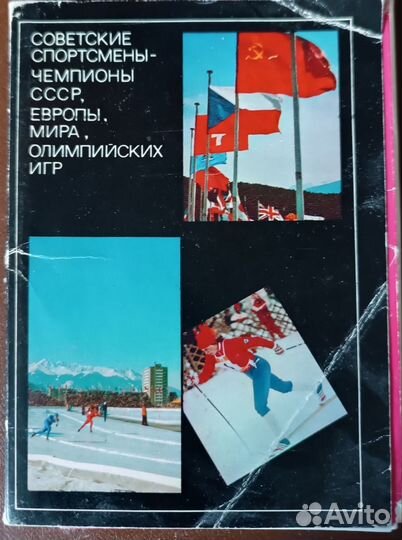 СОВЕТСКИЕ
СПОРТСМЕНЫ-
ЧЕМПИОНЫ
СССР,
ЕВРОПЫ,
МИРА,
ОЛИМПИЙСКИХ
ИГР
Avito